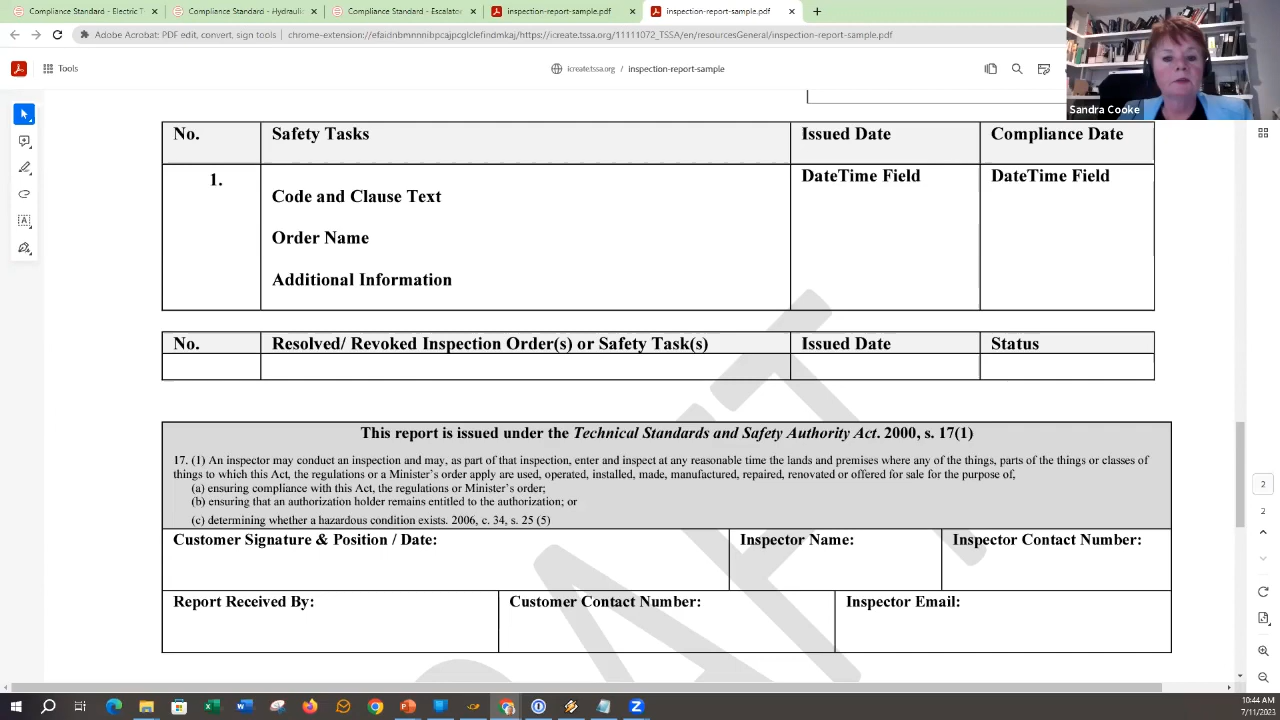 Compliance Standard - Electric T
Compliance Standard - Hydraulic
Compliance Standard - Escalator
inspection-report-sample.pdf
inspection-report-sample.pdf
Adobe Acrobat: PDF edit, convert, sign tools | chrome-extension://efaidnbmnnnibpcajpcglclefindmkaj/https://icreate.tssa.org/11111072_TSSA/en/resourcesGeneral/inspection-report-sample.pdf
Tools
icreate.tssa.org / inspection-report-sample
Sandra Cooke
No. Safety Tasks Issued Date Compliance Date
1. DateTime Field DateTime Field
Code and Clause Text
Order Name
Additional Information
No. Resolved/ Revoked Inspection Order(s) or Safety Task(s) Issued Date Status
This report is issued under the Technical Standards and Safety Authority Act. 2000, s. 17(1)
17. (1) An inspector may conduct an inspection and may, as part of that inspection, enter and inspect at any reasonable time the lands and premises where any of the things, parts of the things or classes of
things to which this Act, the regulations or a Minister's order apply are used, operated, installed, made, manufactured, repaired, renovated or offered for sale for the purpose of,
(a) ensuring compliance with this Act, the regulations or Minister's order;
(b) ensuring that an authorization holder remains entitled to the authorization; or
(c) determining whether a hazardous condition exists. 2006, c. 34, s. 25 (5)
Customer Signature & Position / Date: Inspector Name: Inspector Contact Number:
Report Received By: Customer Contact Number: Inspector Email:
2
2
10:44 AM
7/11/2023